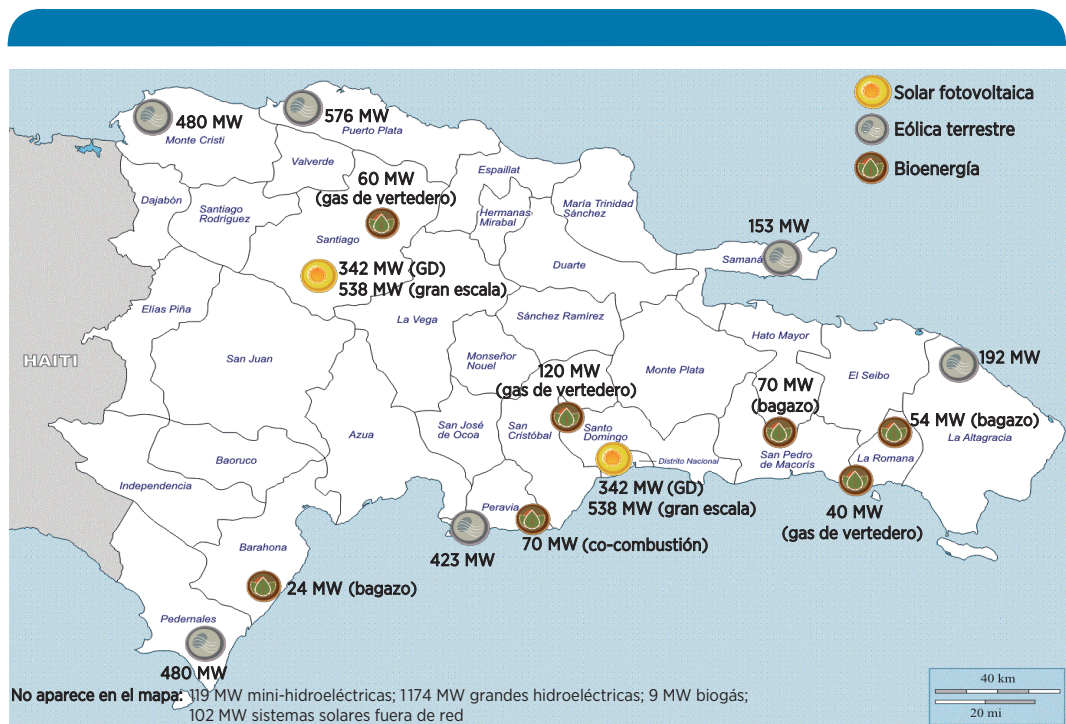 Solar fotovoltaica
Eólica terrestre
Bioenergía
480 MW
Monte Cristi
576 MW
Puerto Plata
Valverde
60 MW
(gas de vertedero)
Espaillat
Dajabón
Santiago
Rodríguez
Hermanas
Mirabal
María Trinidad
Sánchez
Santiago
153 MW
Samaná
342 MW (GD)
538 MW (gran escala)
Duarte
Elías Piña
La Vega
Sánchez Ramírez
Hato Mayor
HAITI
San Juan
Monseñor
Nouel
120 MW
(gas de vertedero)
Monte Plata
70 MW
(bagazo)
El Seibo
192 MW
54 MW (bagazo)
La Altagracia
Azua
San José
de Ocoa
San
Cristóbal
Santo
Domingo
Distrito Nacional
San Pedro
de Macorís
La Romana
Baoruco
Independencia
342 MW (GD)
538 MW (gran escala)
40 MW
(gas de vertedero)
Peravia
423 MW
70 MW (co-combustión)
Barahona
24 MW (bagazo)
Pedernales
480 MW
No aparece en el mapa: 119 MW mini-hidroeléctricas; 1174 MW grandes hidroeléctricas; 9 MW biogás;
102 MW sistemas solares fuera de red
40 km
20 mi